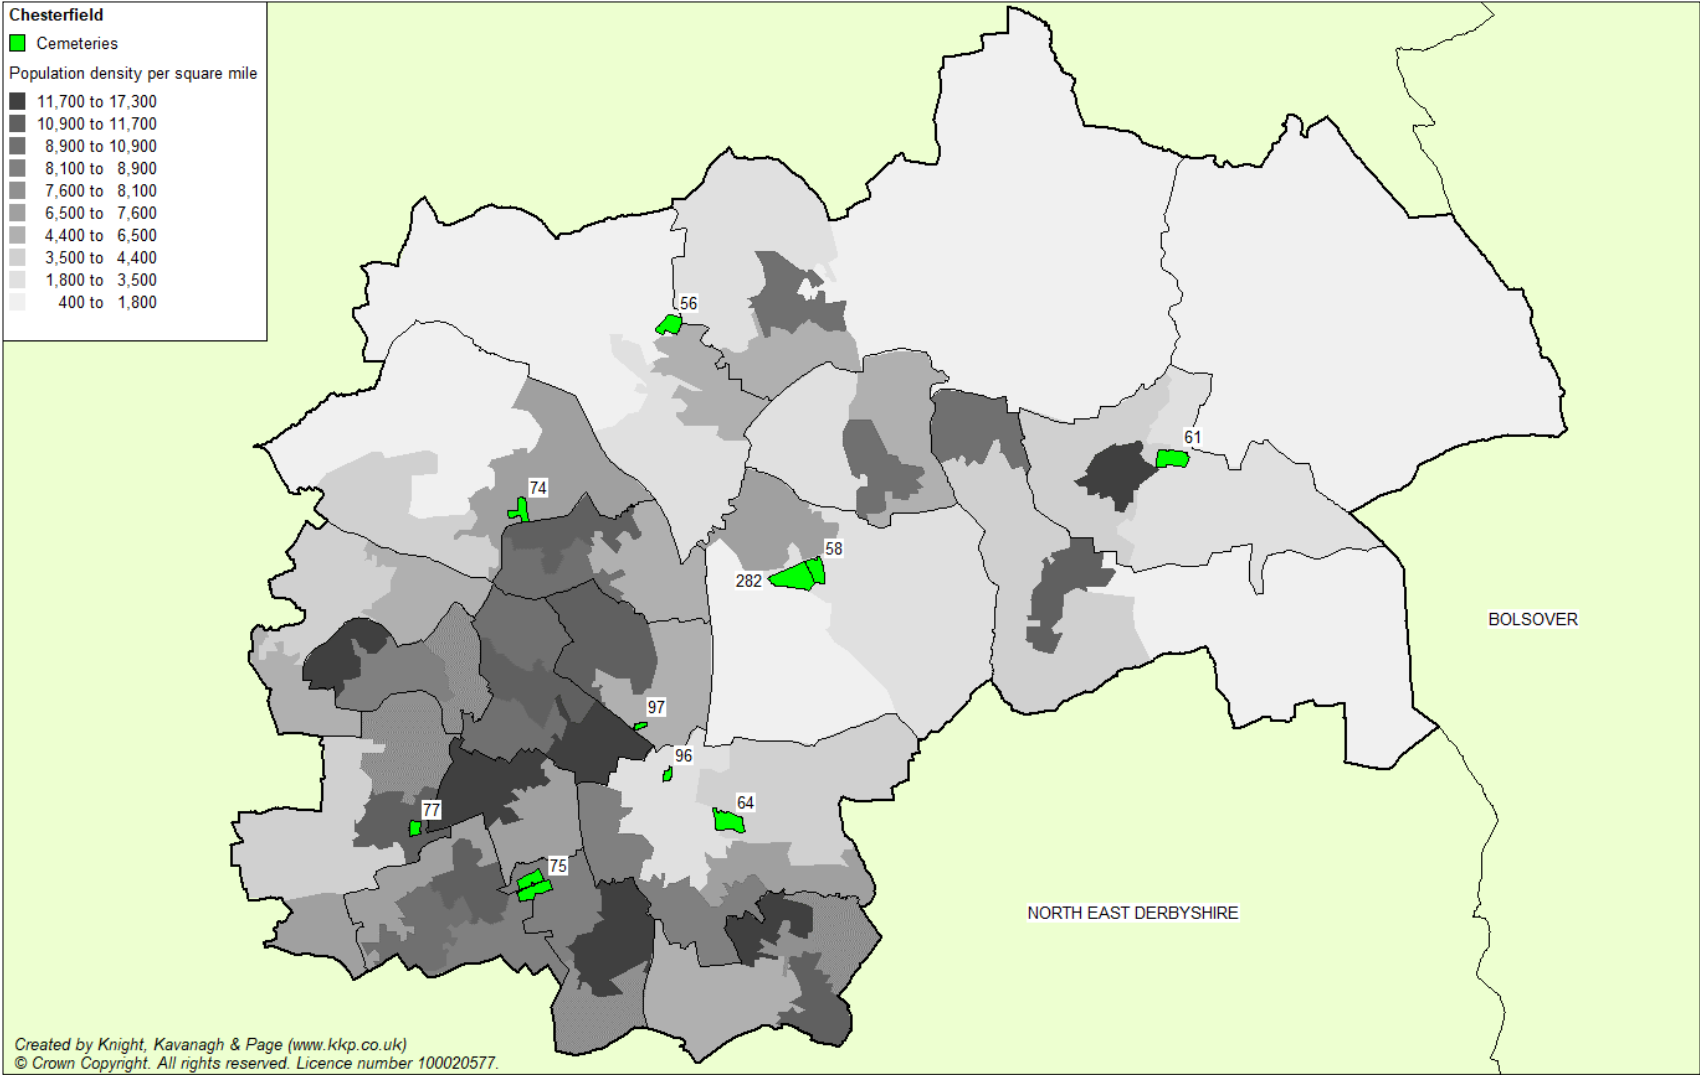 Chesterfield
Cemeteries
Population density per square mile
11,700 to 17,300
10,900 to 11,700
8,900 to 10,900
8,100 to 8,900
7,600 to 8,100
6,500 to 7,600
4,400 to 6,500
3,500 to 4,400
1,800 to 3,500
400 to 1,800
56
61
74
58
282
BOLSOVER
97
96
64
77
75
NORTH EAST DERBYSHIRE
Created by Knight, Kavanagh & Page (www.kkp.co.uk)
© Crown Copyright. All rights reserved. Licence number 100020577.